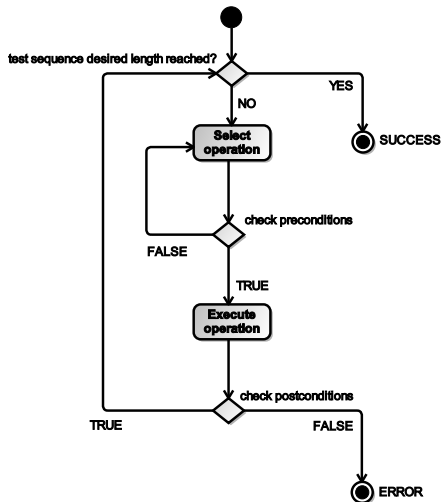 test sequence desired length reached?
YES
NO
SUCCESS
Select
operation
check preconditions
FALSE
TRUE
Execute
operation
check postconditions
TRUE
FALSE
ERROR